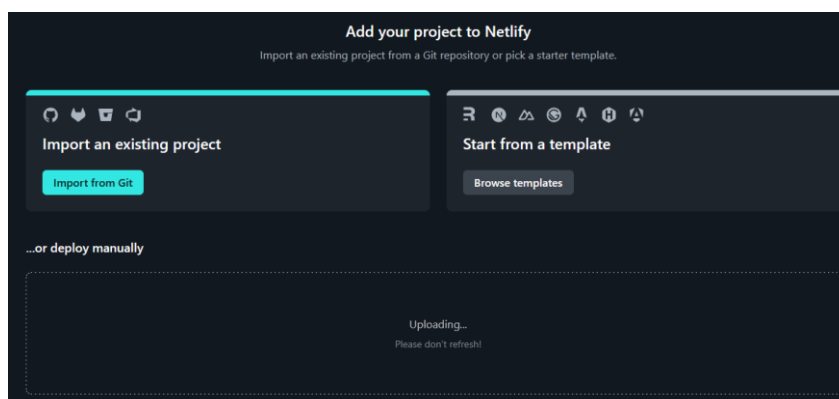 Add your project to Netlify
Import an existing project from a Git repository or pick a starter template.
Import an existing project
Import from Git
Start from a template
Browse templates
...or deploy manually
Uploading...
Please don't refresh!